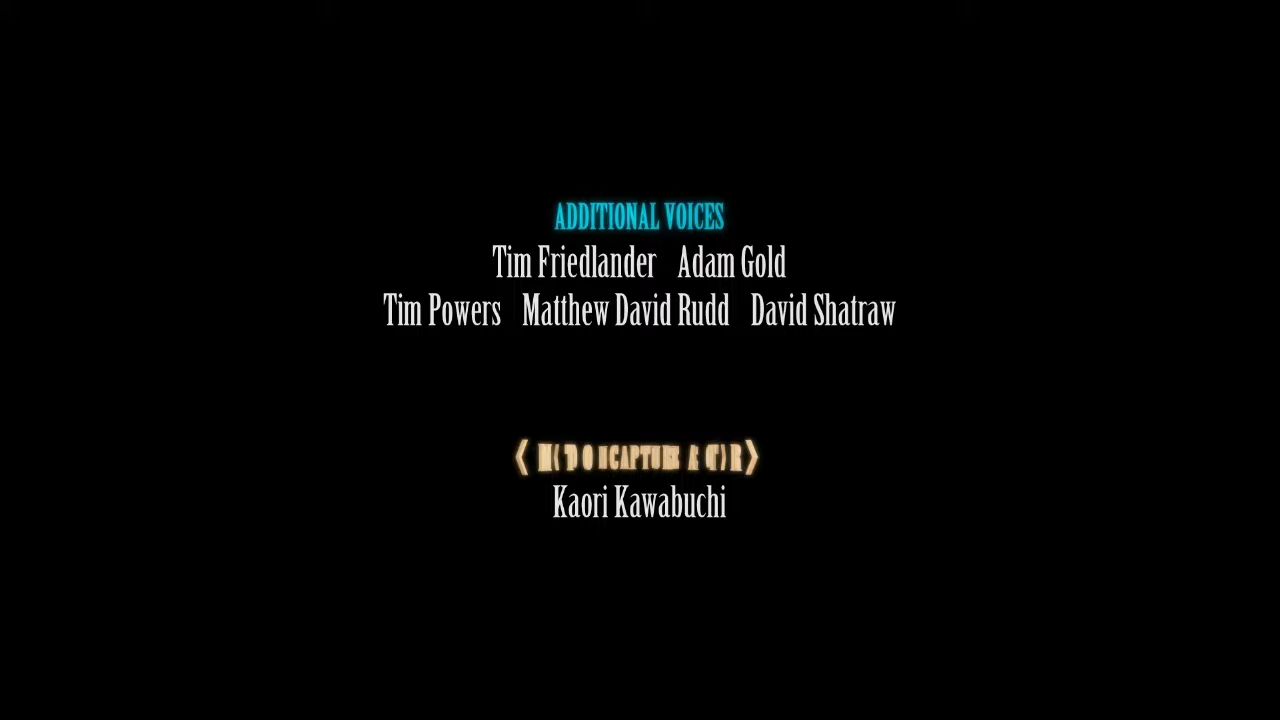 ADDITIONAL VOICES
Tim Friedlander Adam Gold
Tim Powers Matthew David Rudd David Shatraw
Kaori Kawabuchi